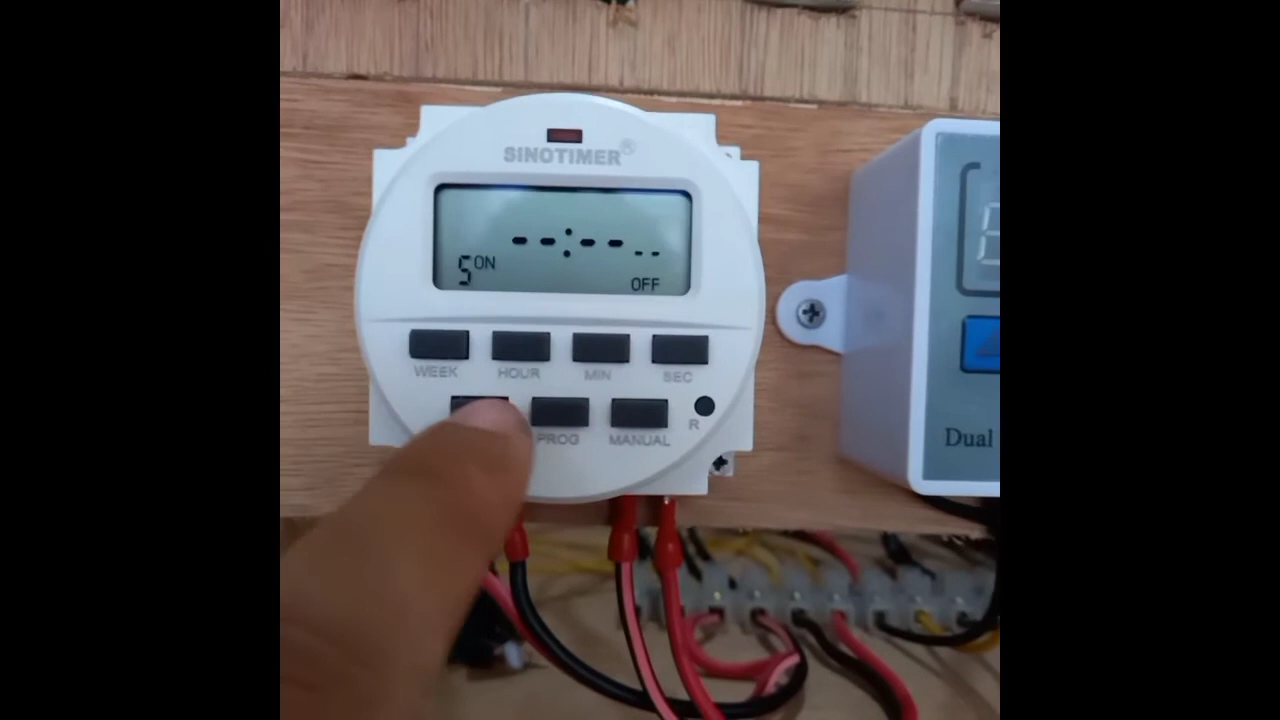 SINOTIMER®
--:-- --
5 ON
OFF
WEEK HOUR MIN SEC
PROG MANUAL R
Dual